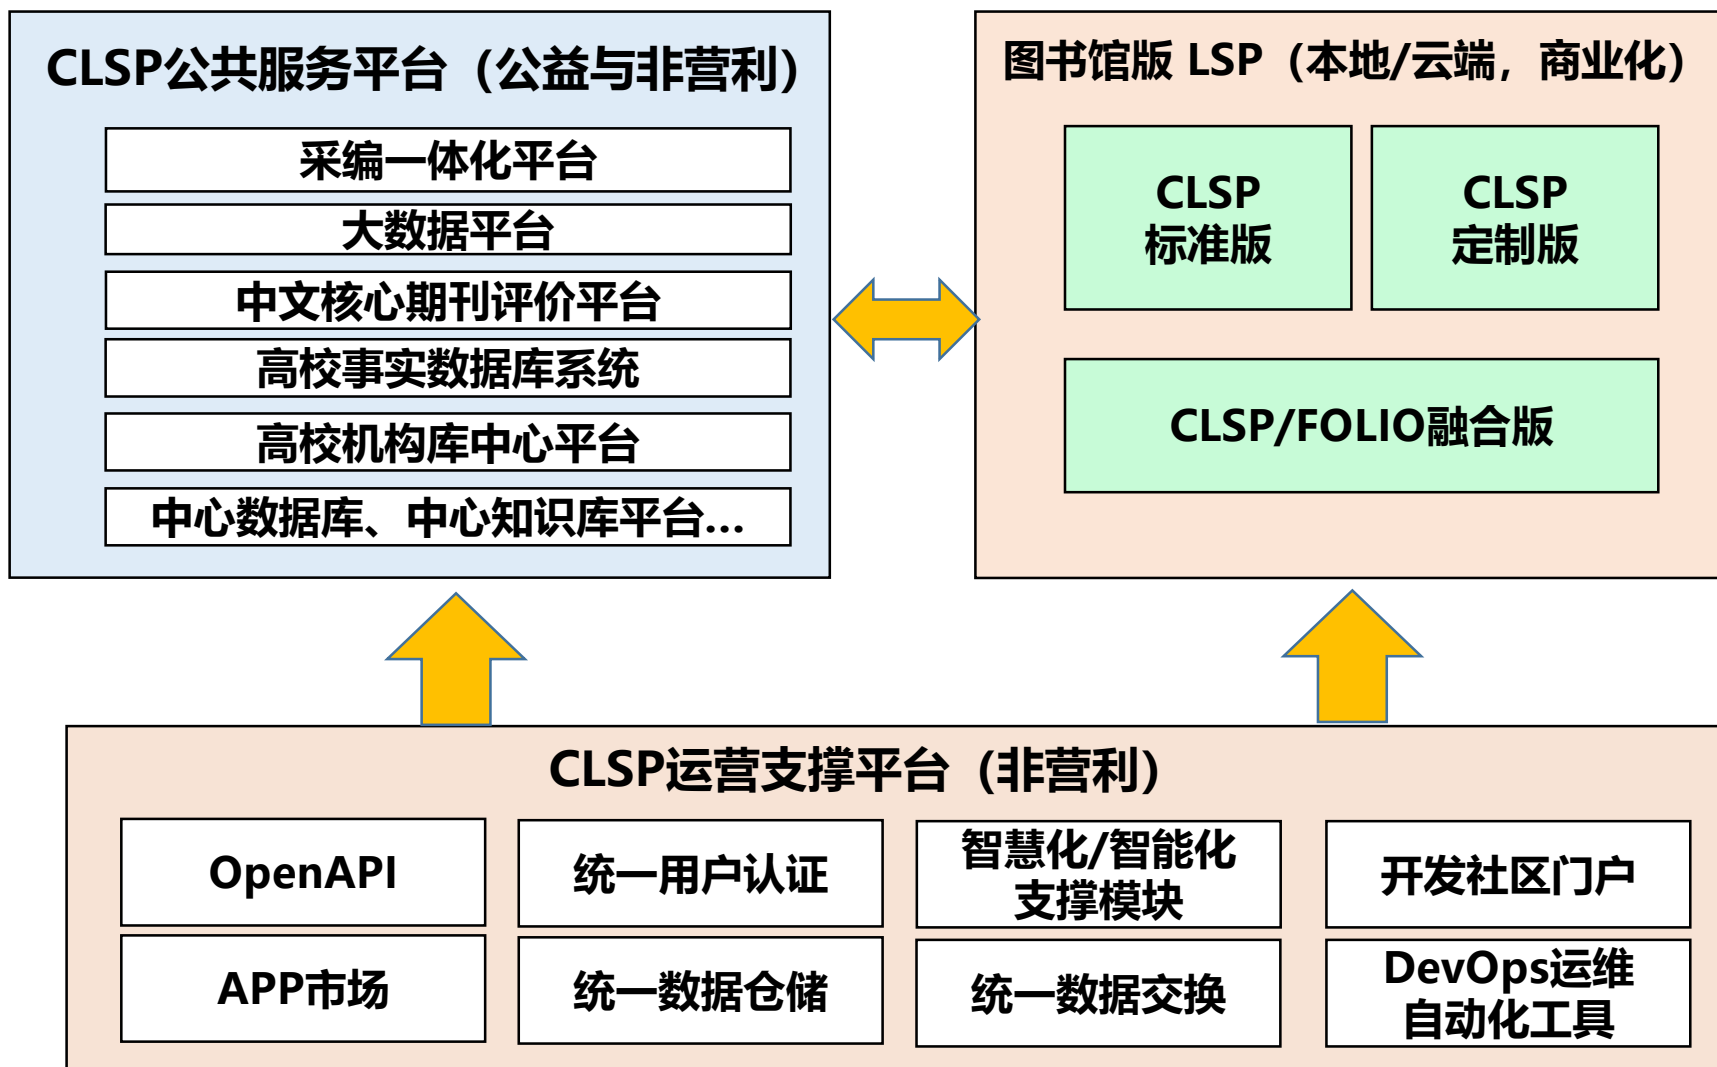 CLSP公共服务平台（公益与非营利）
采编一体化平台
大数据平台
中文核心期刊评价平台
高校事实数据库系统
高校机构库中心平台
中心数据库、中心知识库平台...
图书馆版 LSP（本地/云端，商业化）
CLSP
标准版
CLSP
定制版
CLSP/FOLIO融合版
CLSP运营支撑平台（非营利）
OpenAPI
统一用户认证
智慧化/智能化
支撑模块
开发社区门户
APP市场
统一数据仓储
统一数据交换
DevOps运维
自动化工具